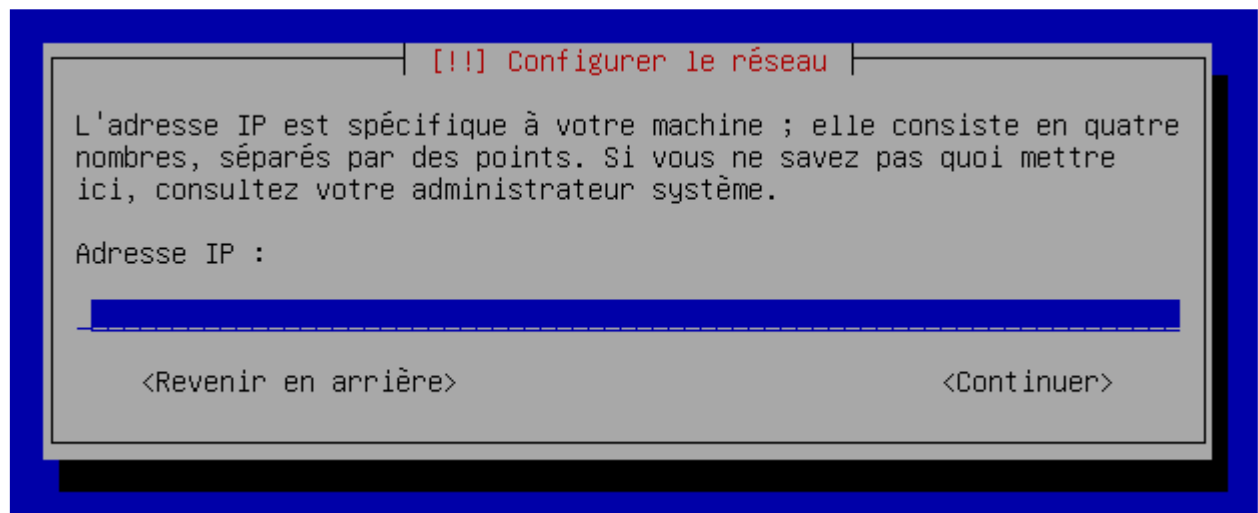 [!!] Configurer le réseau
L'adresse IP est spécifique à votre machine ; elle consiste en quatre
nombres, séparés par des points. Si vous ne savez pas quoi mettre
ici, consultez votre administrateur système.
Adresse IP :
<Revenir en arrière> <Continuer>